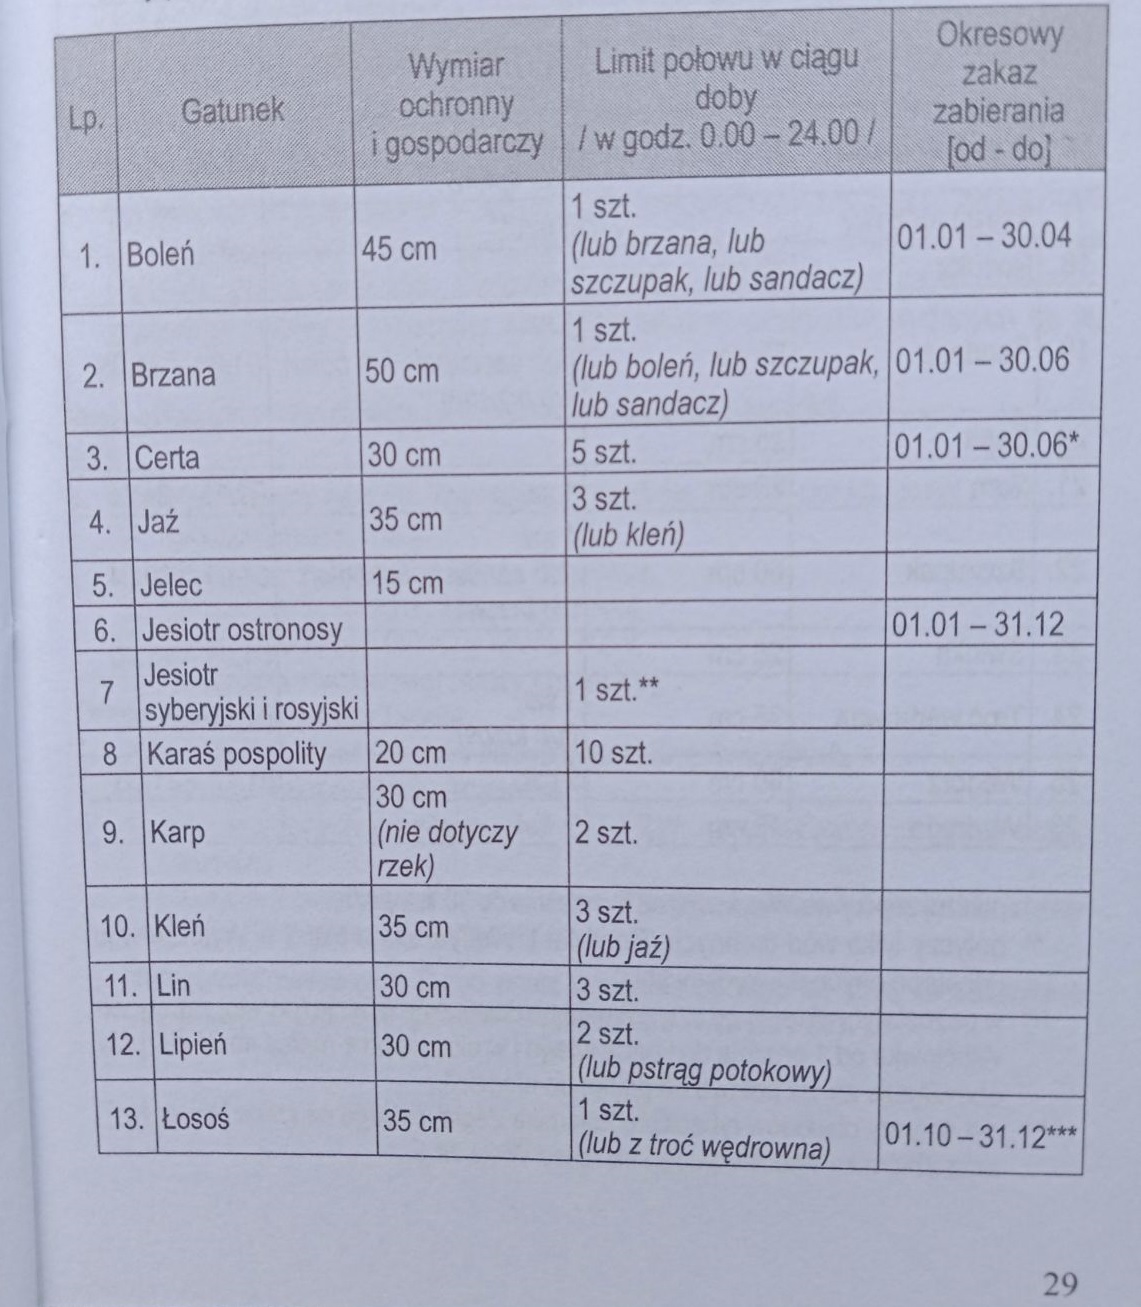 Lp.
Gatunek
Wymiar
ochronny
i gospodarczy
Limit połowu w ciągu
doby
/ w godz. 0.00 – 24.00 /
Okresowy
zakaz
zabierania
[od - do]
1. Boleń
45 cm
1 szt.
(lub brzana, lub
szczupak, lub sandacz)
01.01 – 30.04
2. Brzana
50 cm
1 szt.
(lub boleń, lub szczupak,
lub sandacz)
01.01 – 30.06
3. Certa
30 cm
5 szt.
01.01 – 30.06*
4. Jaź
35 cm
3 szt.
(lub kleń)
5. Jelec
15 cm
6. Jesiotr ostronosy
01.01 – 31.12
7
Jesiotr
syberyjski i rosyjski
1 szt.**
8 Karaś pospolity
20 cm
10 szt.
9. Karp
30 cm
(nie dotyczy
rzek)
2 szt.
10. Kleń
35 cm
3 szt.
(lub jaź)
11. Lin
30 cm
3 szt.
12. Lipień
30 cm
2 szt.
(lub pstrąg potokowy)
13. Łosoś
35 cm
1 szt.
(lub z troć wędrowna)
01.10 – 31.12***
29